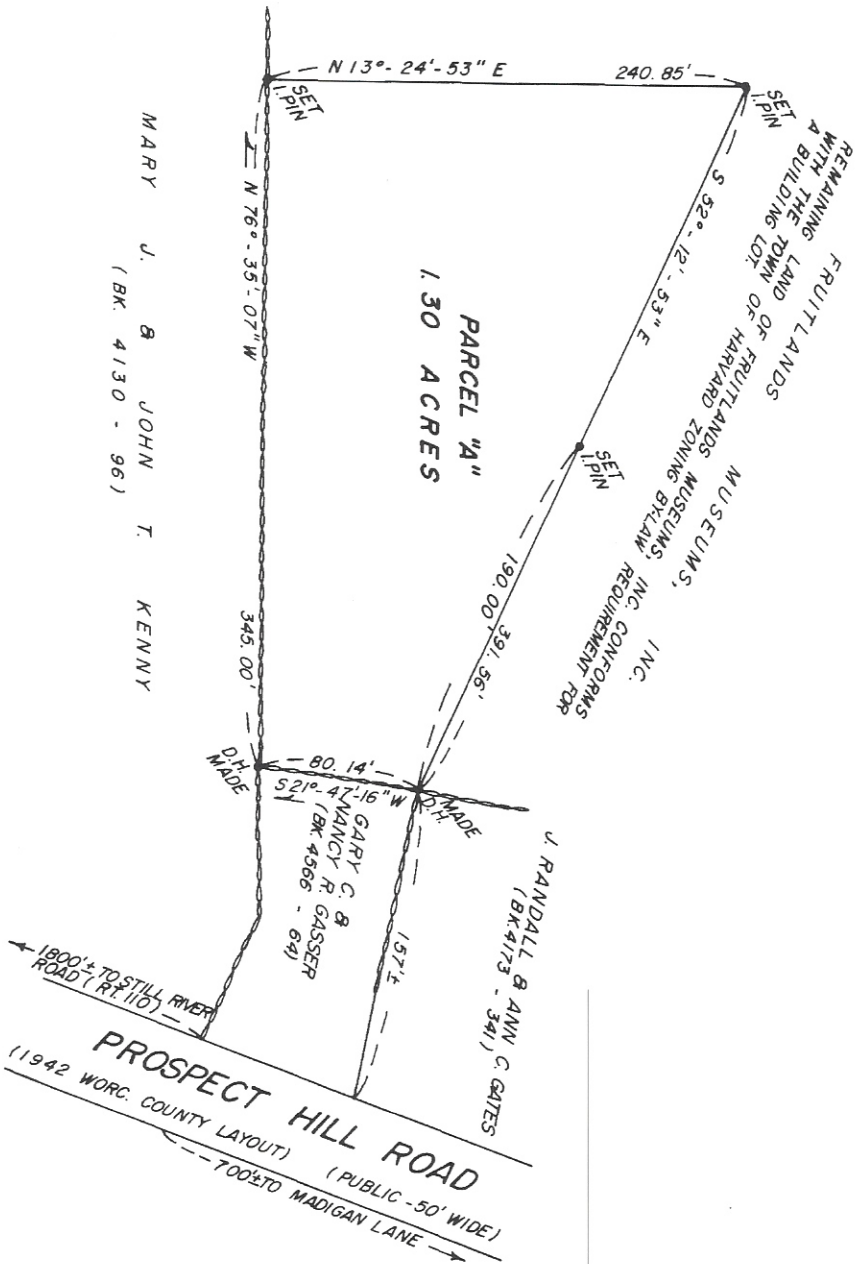 N 13°- 24'-53" E
240.85'
SET
I.PIN
SET
I.PIN
S 52° - 12' - 53" E
FRUITLANDS MUSEUMS, INC.
REMAINING LAND OF FRUITLANDS MUSEUMS, INC. CONFORMS
WITH THE TOWN OF HARVARD ZONING BY-LAW REQUIREMENT FOR
A BUILDING LOT.
N 76° - 35' - 07" W
345.00'
MARY J. & JOHN T. KENNY
(BK. 4130 - 96)
PARCEL "A"
1.30 ACRES
SET
I.PIN
190.00'
391.56'
D.H.
MADE
80.14'
S 21°- 47'-16" W
MADE
D.H.
GARY C. &
NANCY R. GASSER
(BK. 4566 - 64)
157'±
J. RANDALL & ANN C. GATES
(BK 4173 - 341)
1800'± TO STILL RIVER
ROAD (RT. 110)
PROSPECT HILL ROAD
(1942 WORC. COUNTY LAYOUT)
(PUBLIC - 50' WIDE)
700'± TO MADIGAN LANE